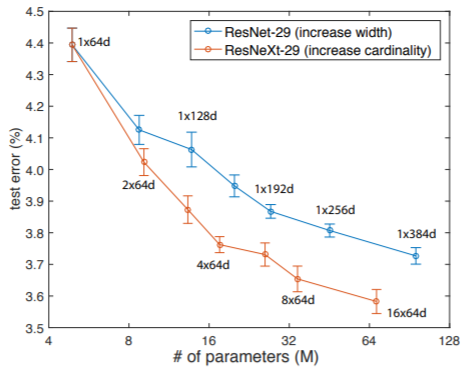 4.5
4.4
4.3
4.2
4.1
4.0
3.9
3.8
3.7
3.6
3.5
test error (%)
ResNet-29 (increase width)
ResNeXt-29 (increase cardinality)
1x64d
1x128d
2x64d
1x192d
1x256d
1x384d
4x64d
8x64d
16x64d
4 8 16 32 64 128
# of parameters (M)